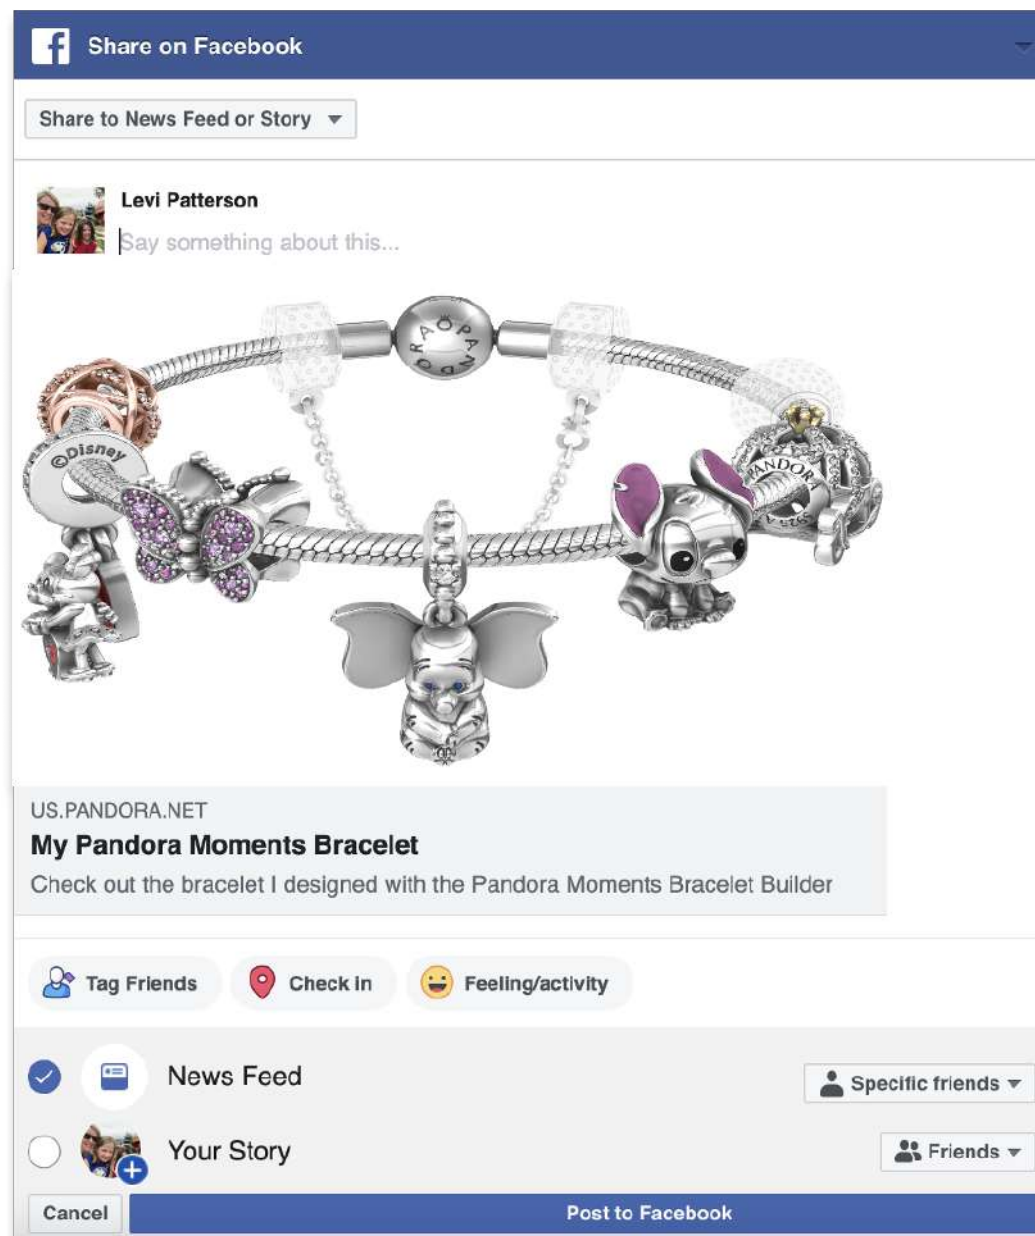 Share on Facebook
Share to News Feed or Story
Levi Patterson
Say something about this...
PANDORA
©Disney
PANDORA
S925 A
US.PANDORA.NET
My Pandora Moments Bracelet
Check out the bracelet I designed with the Pandora Moments Bracelet Builder
Tag Friends
Check in
Feeling/activity
News Feed
Specific friends
Your Story
Friends
Cancel
Post to Facebook